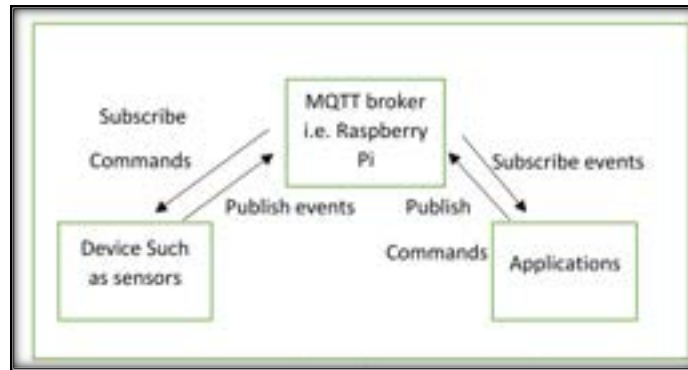 MQTT broker
i.e. Raspberry
Pi
Subscribe
Commands
Subscribe events
Publish events
Publish
Commands
Device Such
as sensors
Applications